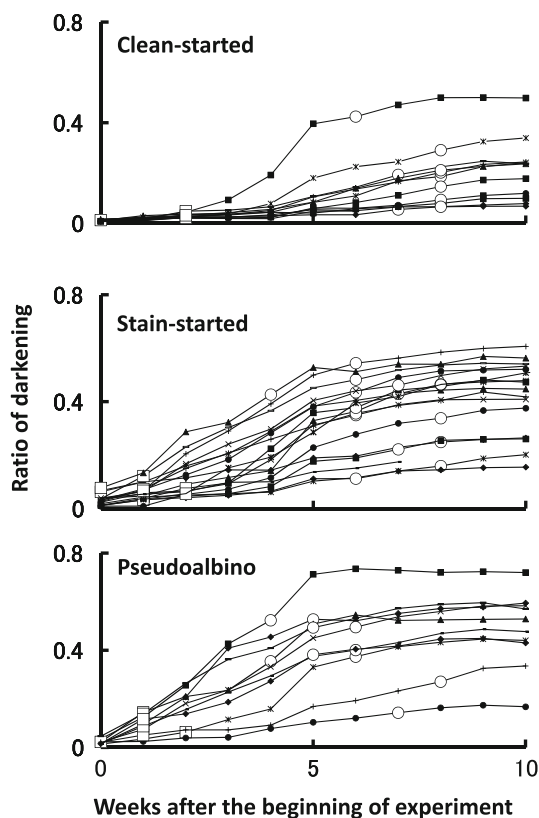 0.8
Clean-started
0.4
0
0.8
Stain-started
0.4
0
Ratio of darkening
0.8
Pseudoalbino
0.4
0
0 5 10
Weeks after the beginning of experiment